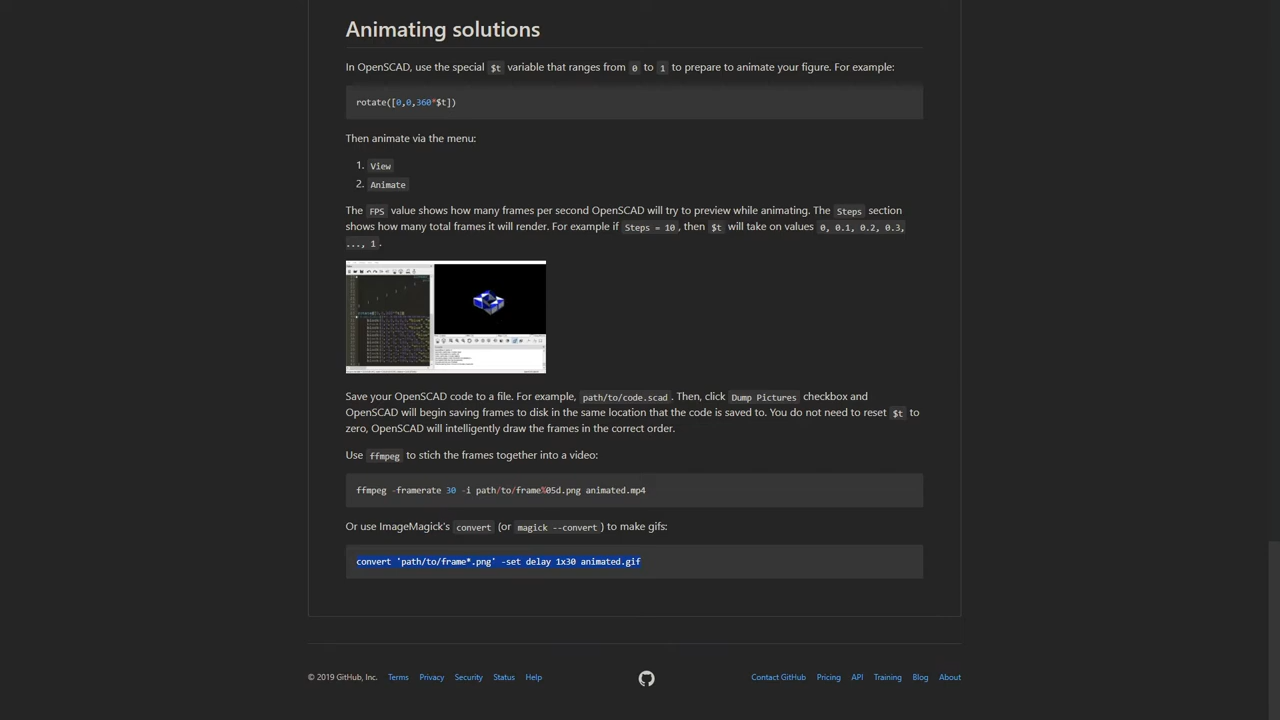 Animating solutions
In OpenSCAD, use the special $t variable that ranges from 0 to 1 to prepare to animate your figure. For example:
rotate([0,0,360*$t])
Then animate via the menu:
1. View
2. Animate
The FPS value shows how many frames per second OpenSCAD will try to preview while animating. The Steps section
shows how many total frames it will render. For example if Steps = 10, then $t will take on values 0, 0.1, 0.2, 0.3,
..., 1.
Save your OpenSCAD code to a file. For example, path/to/code.scad. Then, click Dump Pictures checkbox and
OpenSCAD will begin saving frames to disk in the same location that the code is saved to. You do not need to reset $t to
zero, OpenSCAD will intelligently draw the frames in the correct order.
Use ffmpeg to stich the frames together into a video:
ffmpeg -framerate 30 -i path/to/frame%05d.png animated.mp4
Or use ImageMagick's convert (or magick --convert) to make gifs:
convert 'path/to/frame*.png' -set delay 1x30 animated.gif
© 2019 GitHub, Inc. Terms Privacy Security Status Help Contact GitHub Pricing API Training Blog About